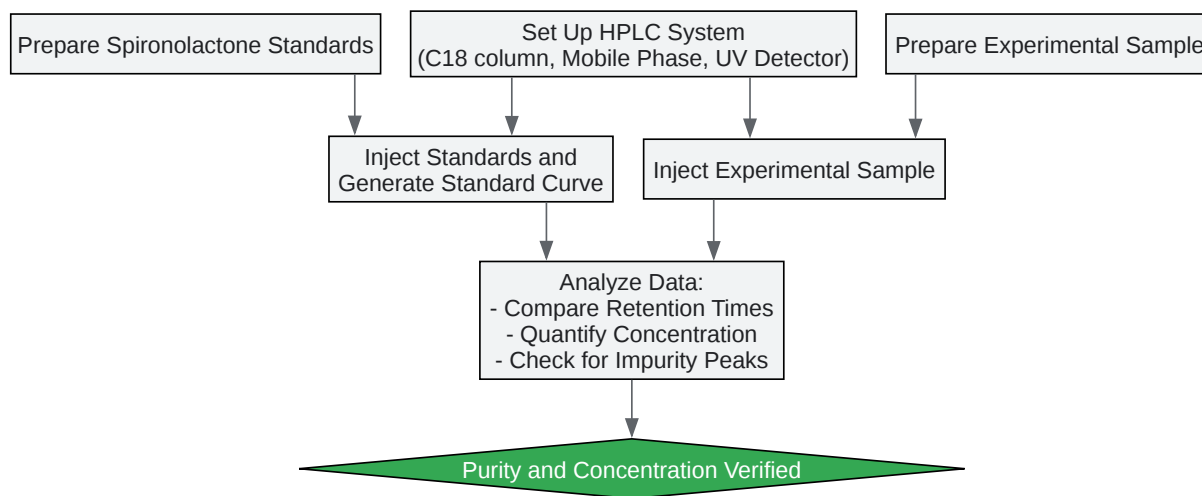 Prepare Spironolactone Standards
Set Up HPLC System
(C18 column, Mobile Phase, UV Detector)
Prepare Experimental Sample
Inject Standards and
Generate Standard Curve
Inject Experimental Sample
Analyze Data:
- Compare Retention Times
- Quantify Concentration
- Check for Impurity Peaks
Purity and Concentration Verified